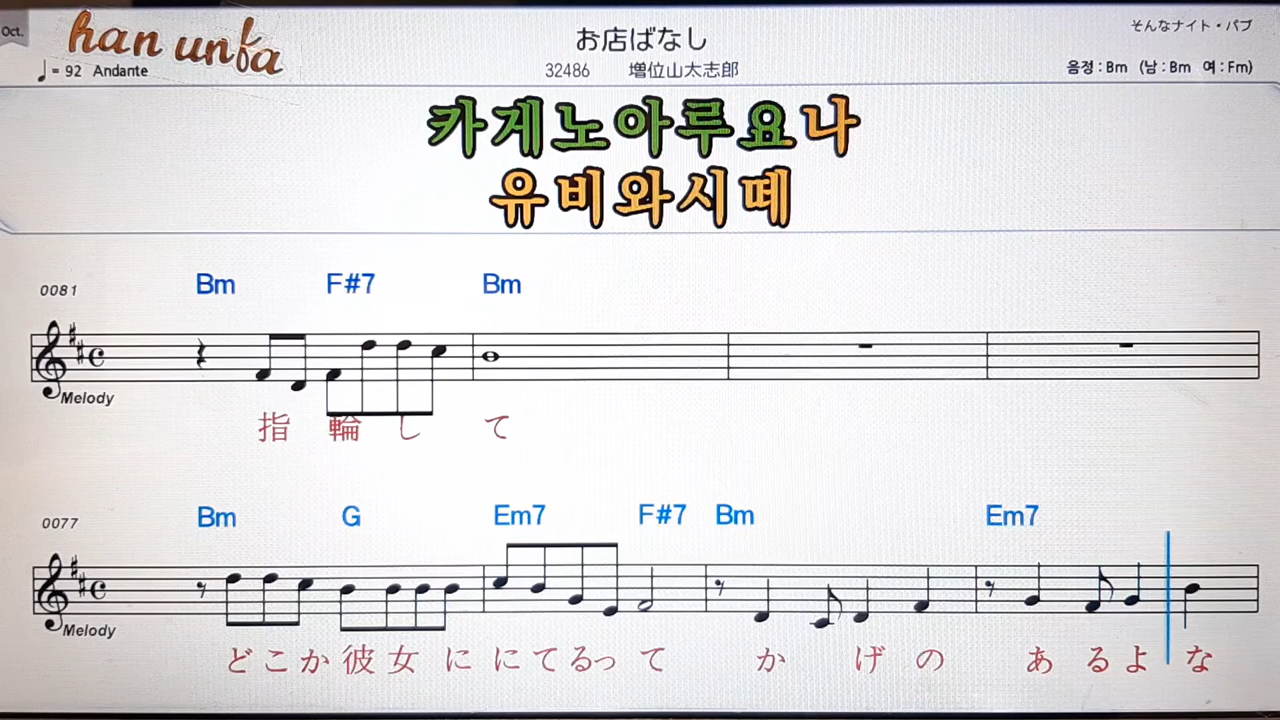 Oct.
han unfa
お店ばなし
そんなナイト・パブ
= 92 Andante
32486 増位山太志郎
음정 : Bm (남 : Bm 여 : Fm)
카게노아루요나
유비와시떼
0081 Bm F#7 Bm
Melody
指 輪 し て
0077 Bm G Em7 F#7 Bm Em7
Melody
どこか彼女ににてるって かげの あるよな